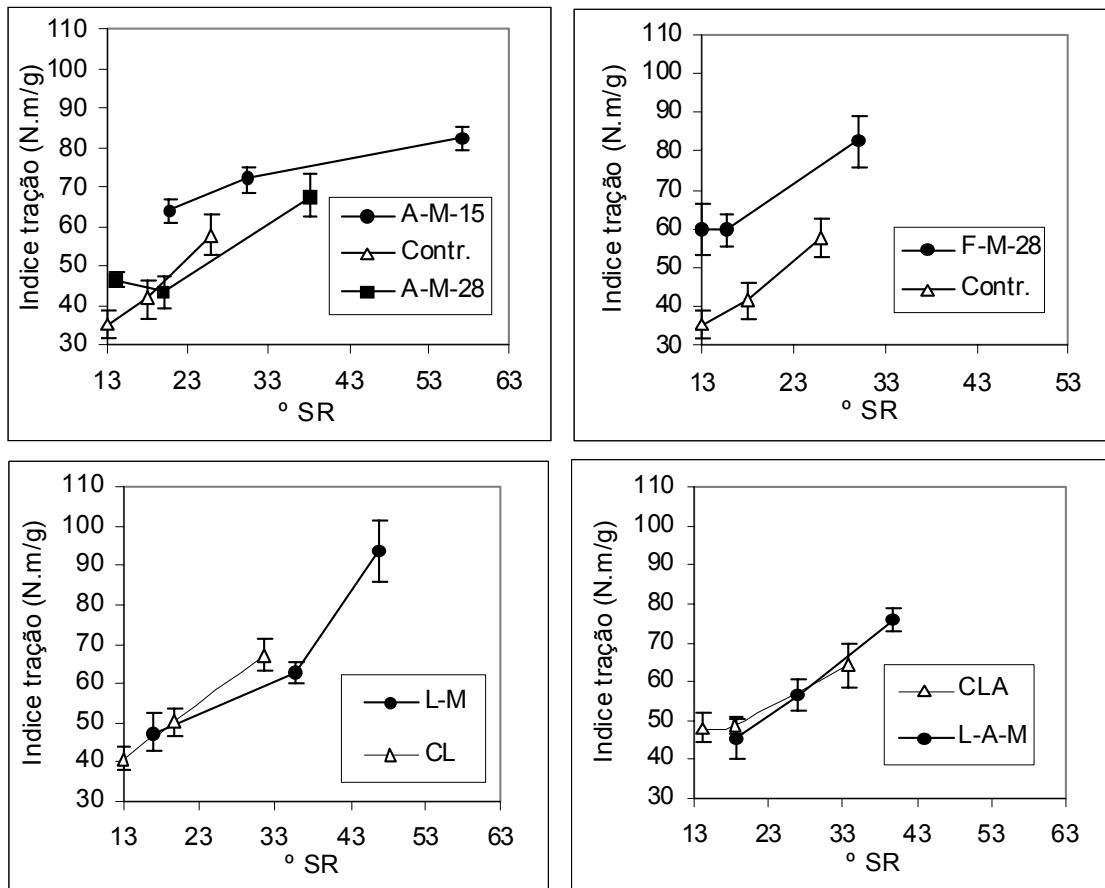 Indice tração (N.m/g)
110
100
90
80
70
60
50
40
30
13 23 33 43 53 63
º SR
A-M-15
Contr.
A-M-28
Indice tração (N.m/g)
110
100
90
80
70
60
50
40
30
13 23 33 43 53
º SR
F-M-28
Contr.
Indice tração (N.m/g)
110
100
90
80
70
60
50
40
30
13 23 33 43 53 63
º SR
L-M
CL
Indice tração (N.m/g)
110
100
90
80
70
60
50
40
30
13 23 33 43 53 63
º SR
CLA
L-A-M